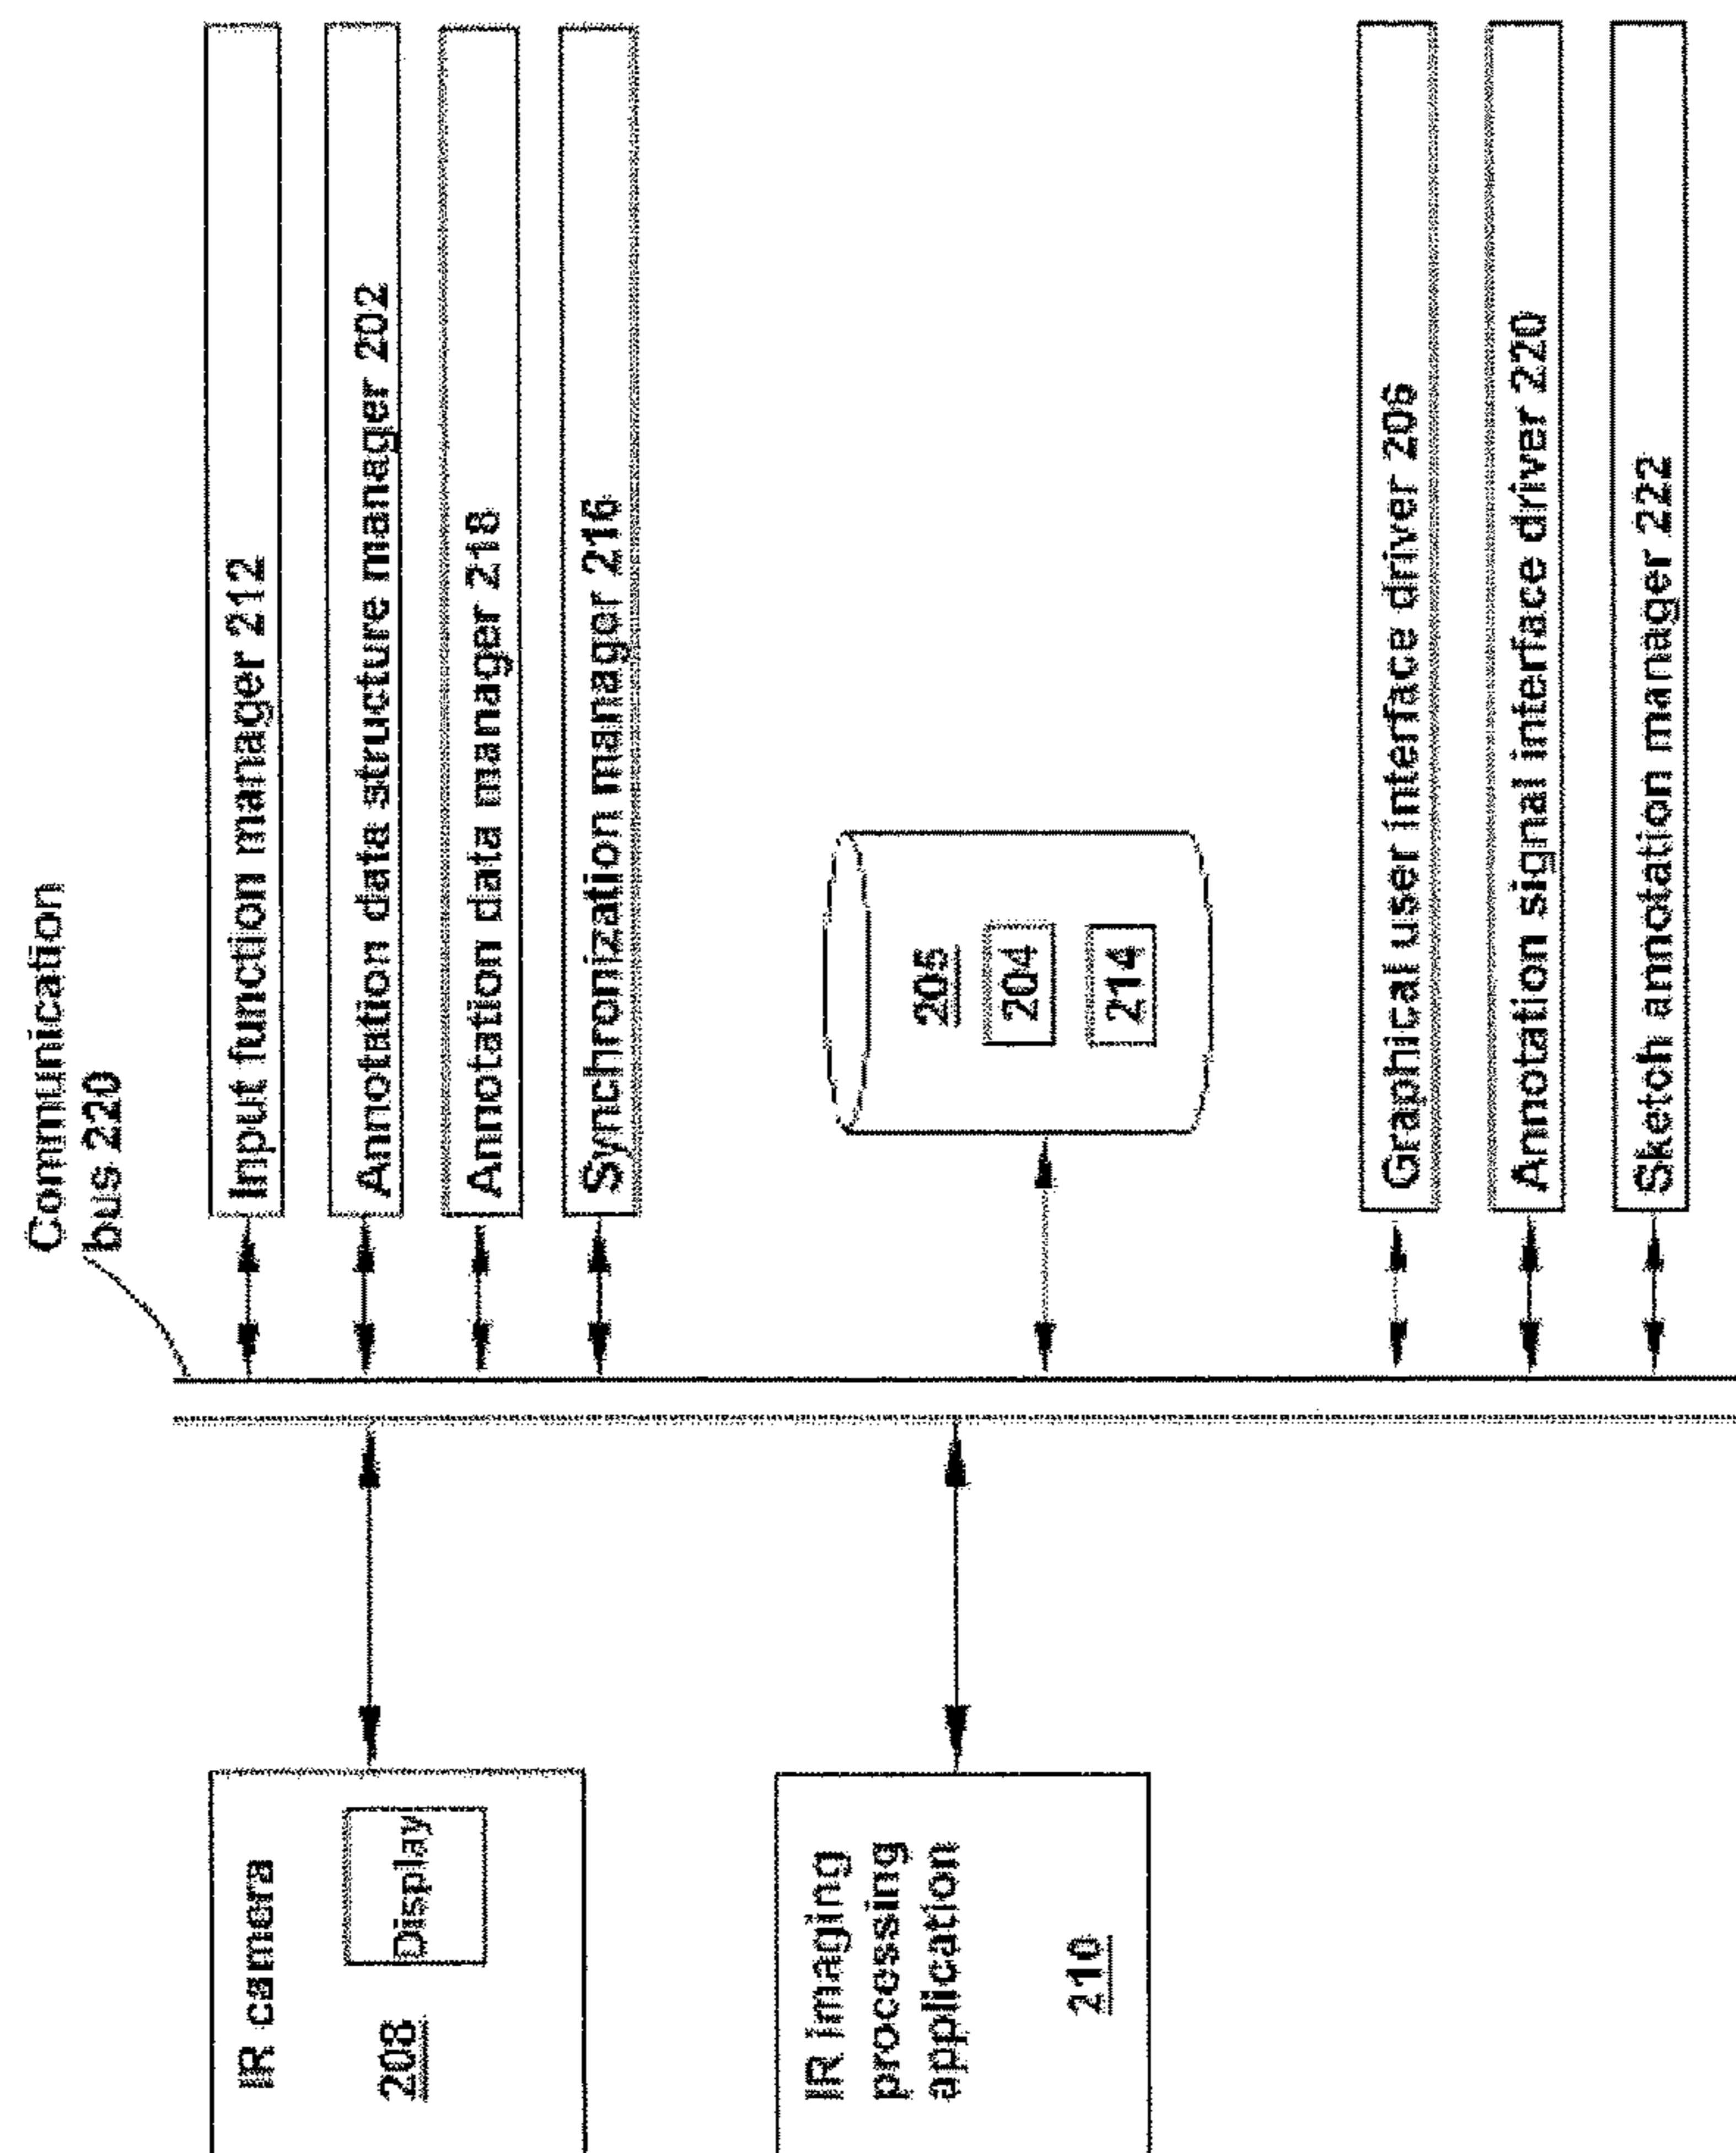 Communication
bus 220
IR camera
Display
208
IR imaging
processing
application
210
Input function manager 212
Annotation data structure manager 202
Annotation data manager 218
Synchronization manager 216
205
204
214
Graphical user interface driver 206
Annotation signal interface driver 220
Sketch annotation manager 222